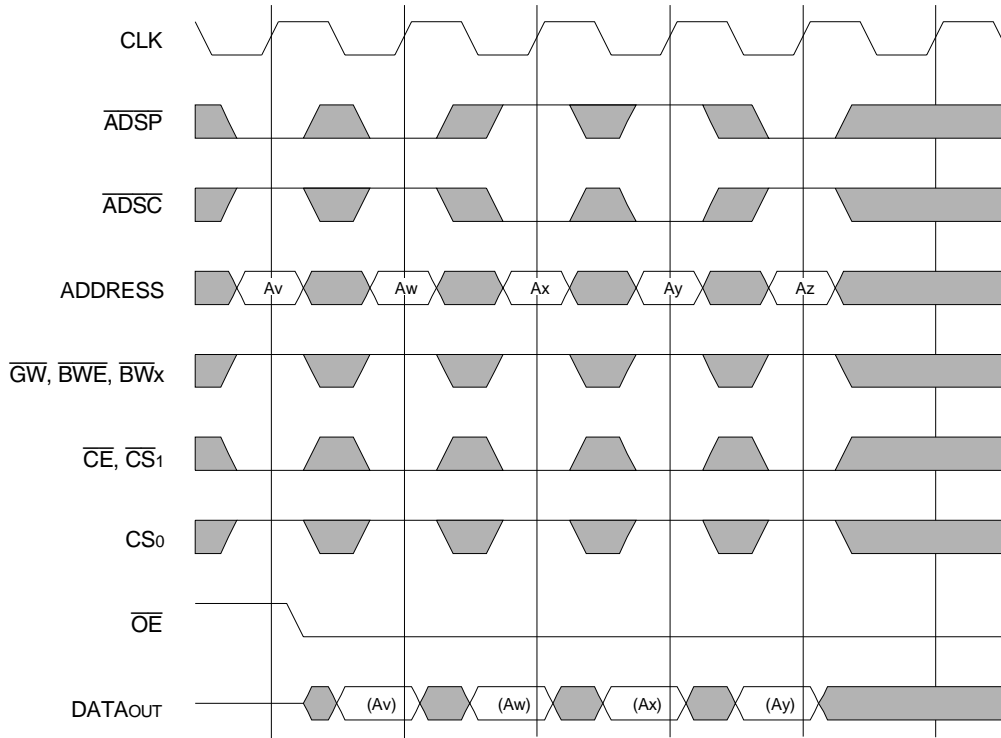 CLK
ADSP
ADSC
ADDRESS Av Aw Ax Ay Az
GW, BWE, BWx
CE, CS1
CS0
OE
DATAOUT (Av) (Aw) (Ax) (Ay)